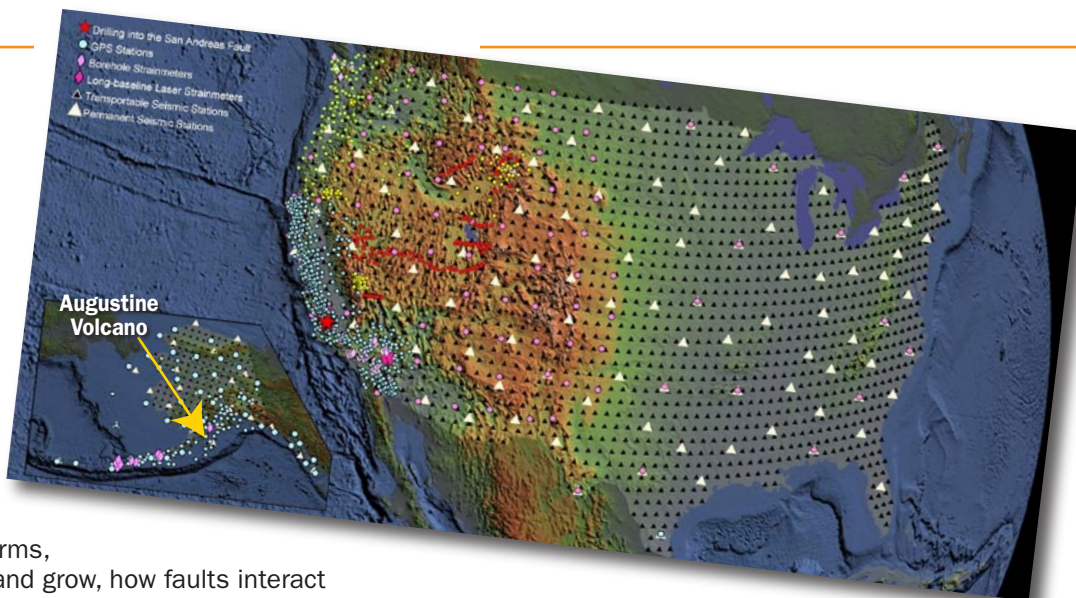 Drilling into the San Andreas Fault
GPS Stations
Borehole Strainmeters
Long-baseline Laser Strainmeters
Transportable Seismic Stations
Permanent Seismic Stations
Augustine
Volcano
rms,
and grow, how faults interact